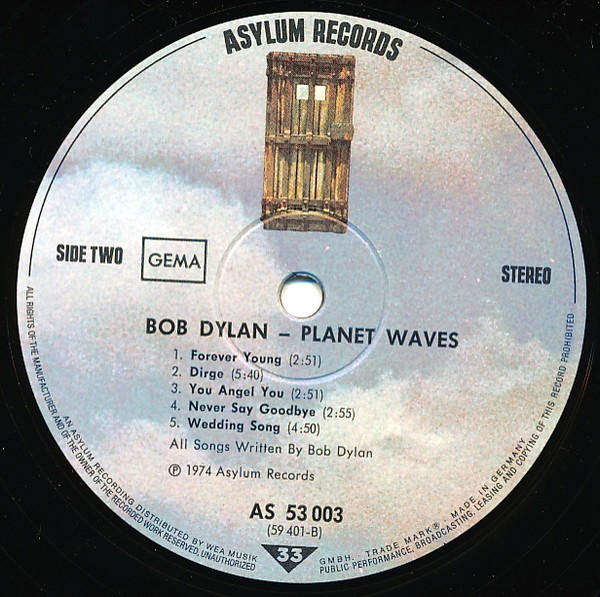 ASYLUM RECORDS
SIDE TWO
GEMA
STEREO
BOB DYLAN – PLANET WAVES
1. Forever Young (2:51)
2. Dirge (5:40)
3. You Angel You (2:51)
4. Never Say Goodbye (2:55)
5. Wedding Song (4:50)
All Songs Written By Bob Dylan
℗ 1974 Asylum Records
AS 53 003
(59 401-B)
33
ALL RIGHTS OF THE MANUFACTURER AND OF THE OWNER OF THE RECORDED WORK RESERVED, UNAUTHORIZED
PUBLIC PERFORMANCE, BROADCASTING, LEASING AND COPYING OF THIS RECORD PROHIBITED
AN ASYLUM RECORDING DISTRIBUTED BY WEA MUSIK
GMBH. · TRADE MARK® · MADE IN GERMANY